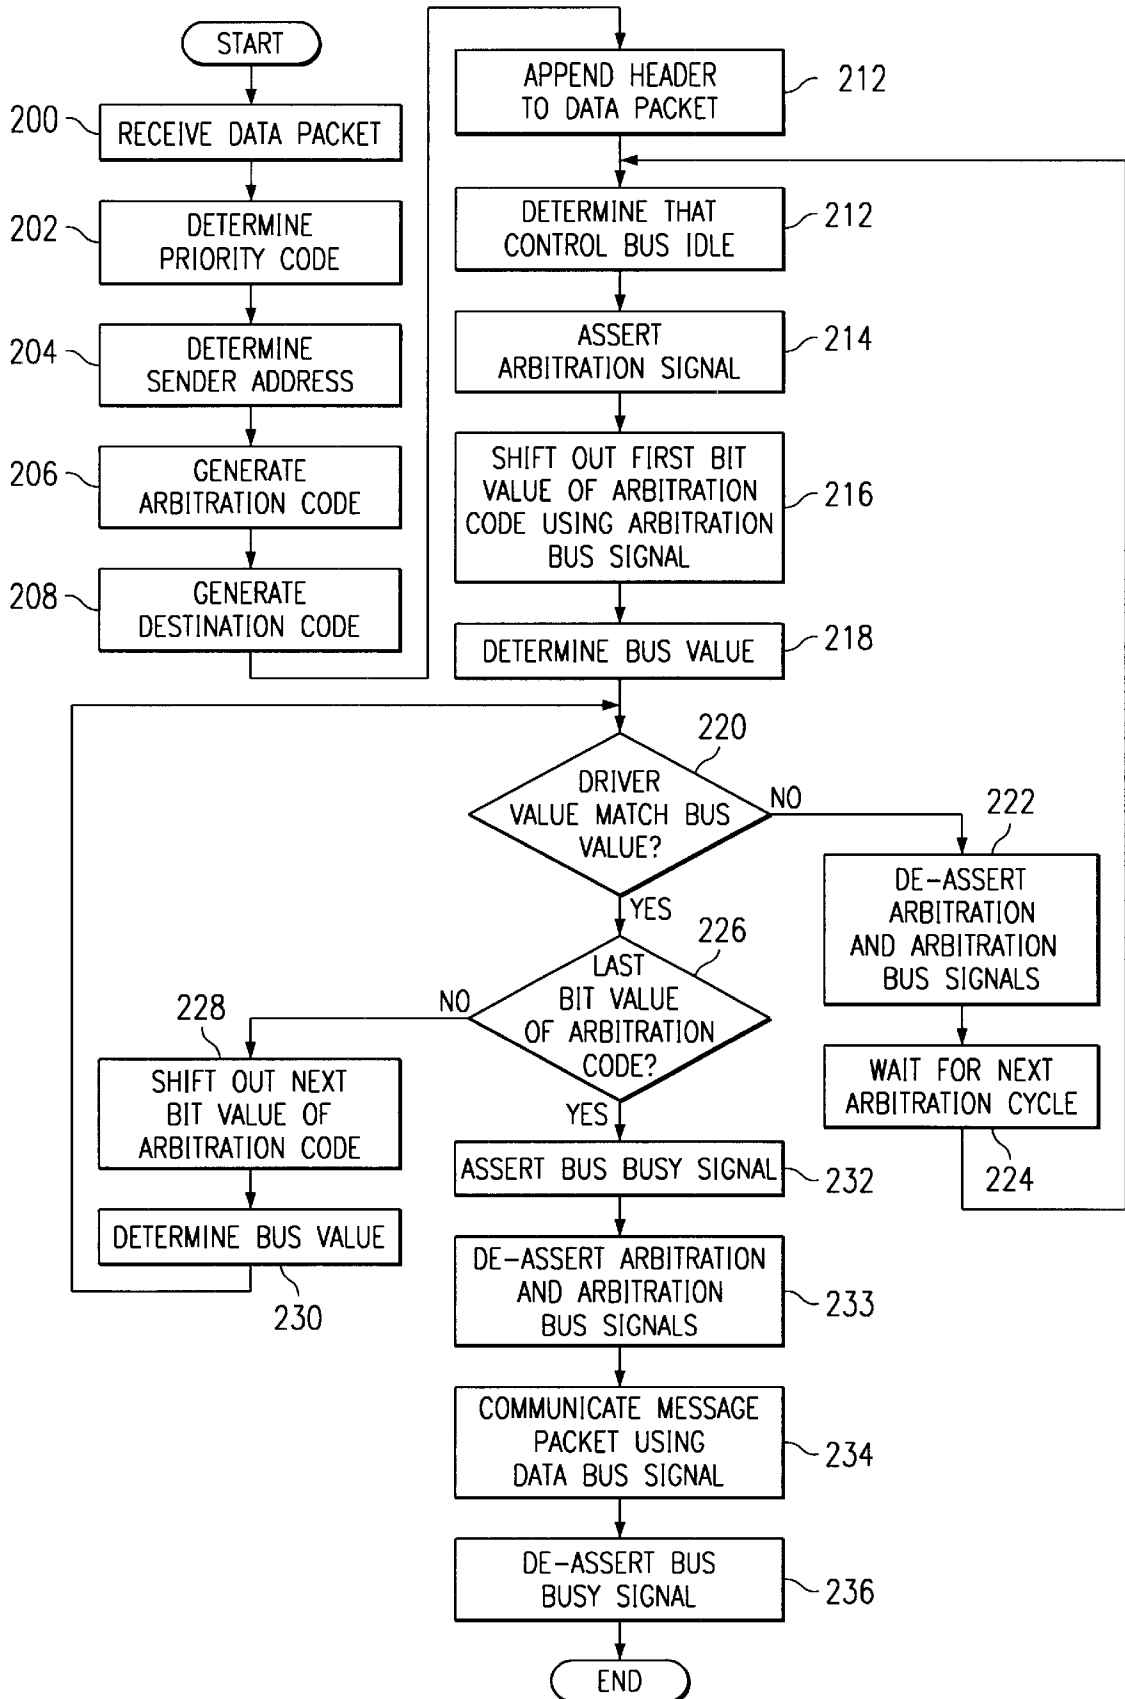 START
200
RECEIVE DATA PACKET
202
DETERMINE
PRIORITY CODE
204
DETERMINE
SENDER ADDRESS
206
GENERATE
ARBITRATION CODE
208
GENERATE
DESTINATION CODE
APPEND HEADER
TO DATA PACKET
212
DETERMINE THAT
CONTROL BUS IDLE
212
ASSERT
ARBITRATION SIGNAL
214
SHIFT OUT FIRST BIT
VALUE OF ARBITRATION
CODE USING ARBITRATION
BUS SIGNAL
216
DETERMINE BUS VALUE
218
220
DRIVER
VALUE MATCH BUS
VALUE?
NO
YES
222
DE-ASSERT
ARBITRATION
AND ARBITRATION
BUS SIGNALS
WAIT FOR NEXT
ARBITRATION CYCLE
224
226
LAST
BIT VALUE
OF ARBITRATION
CODE?
NO
YES
228
SHIFT OUT NEXT
BIT VALUE OF
ARBITRATION CODE
DETERMINE BUS VALUE
230
ASSERT BUS BUSY SIGNAL
232
DE-ASSERT ARBITRATION
AND ARBITRATION
BUS SIGNALS
233
COMMUNICATE MESSAGE
PACKET USING
DATA BUS SIGNAL
234
DE-ASSERT BUS
BUSY SIGNAL
236
END